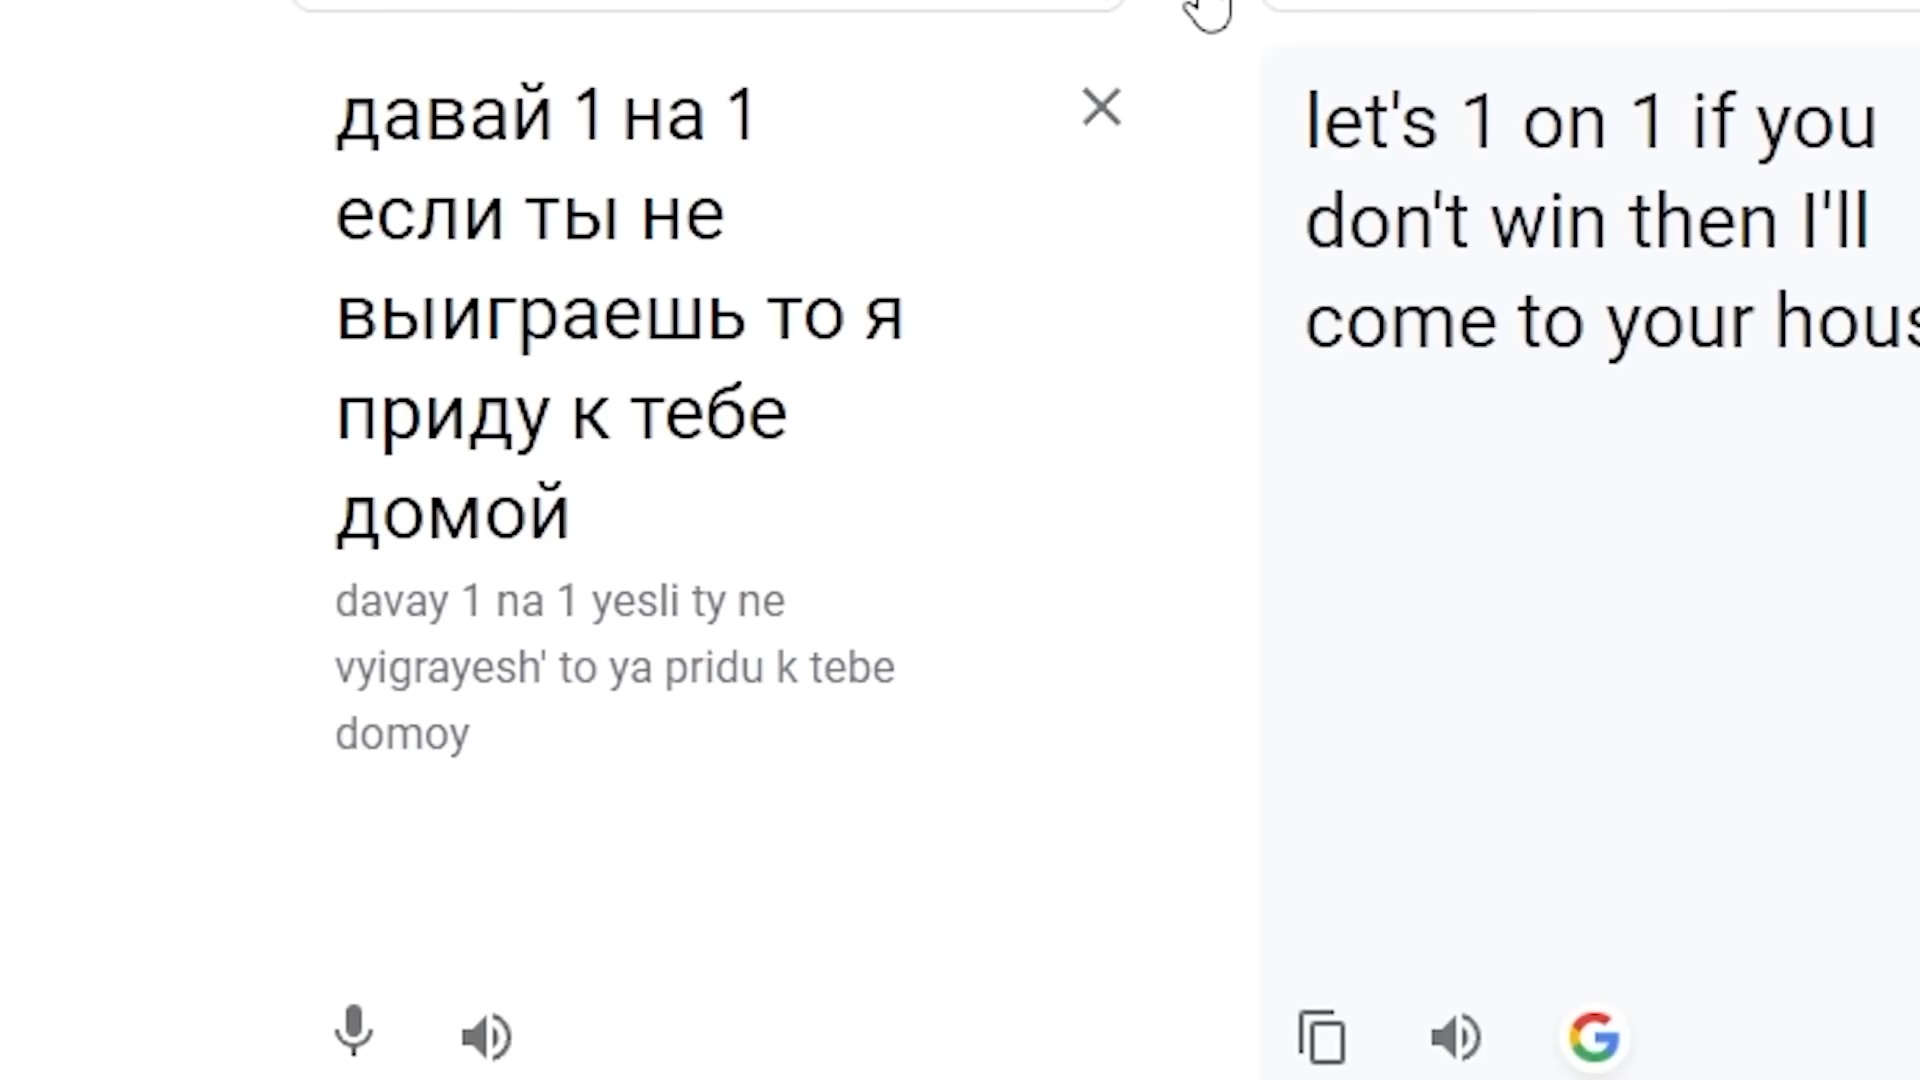 давай 1 на 1
если ты не
выиграешь то я
приду к тебе
домой
davay 1 na 1 yesli ty ne
vyigrayesh' to ya pridu k tebe
domoy
let's 1 on 1 if you
don't win then I'll
come to your hous